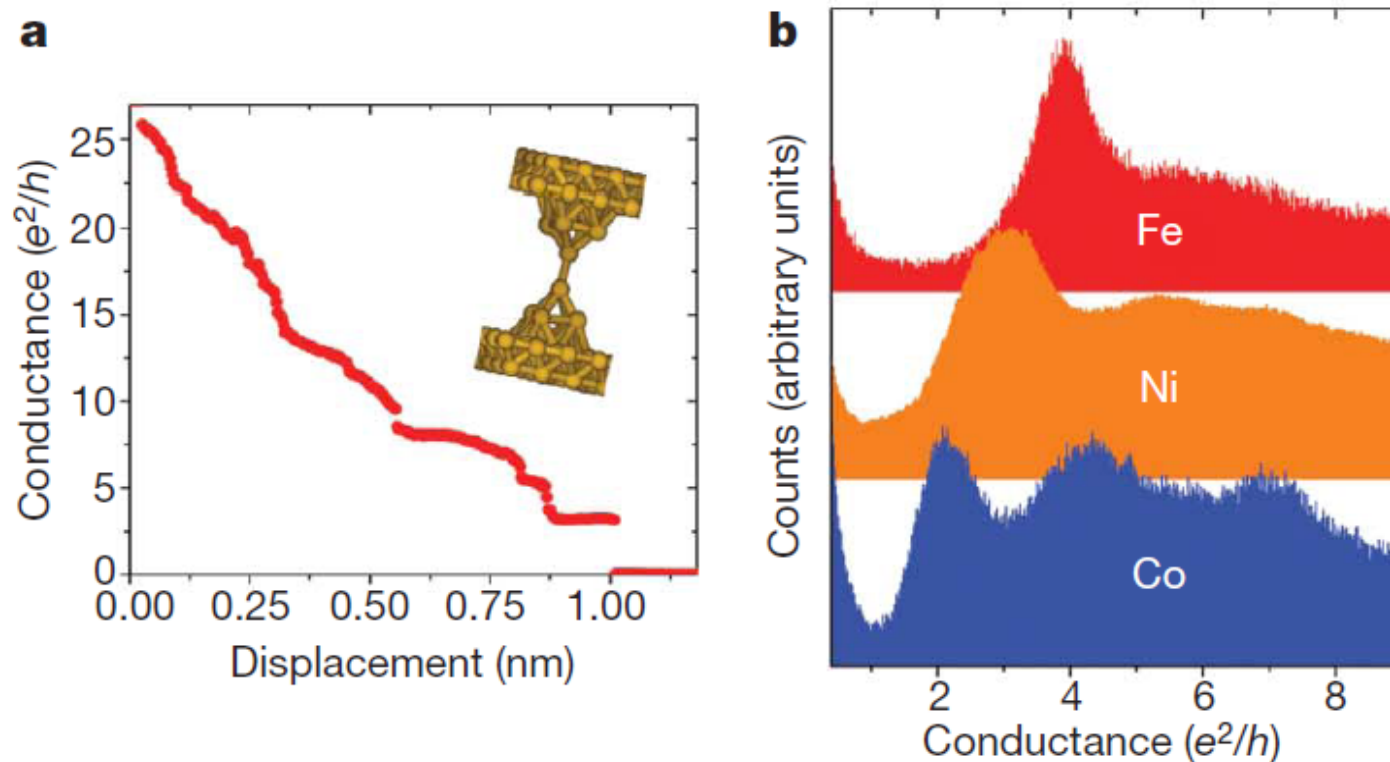 a
Conductance (e²/h)
25
20
15
10
5
0
0.00 0.25 0.50 0.75 1.00
Displacement (nm)
b
Counts (arbitrary units)
Fe
Ni
Co
2 4 6 8
Conductance (e²/h)